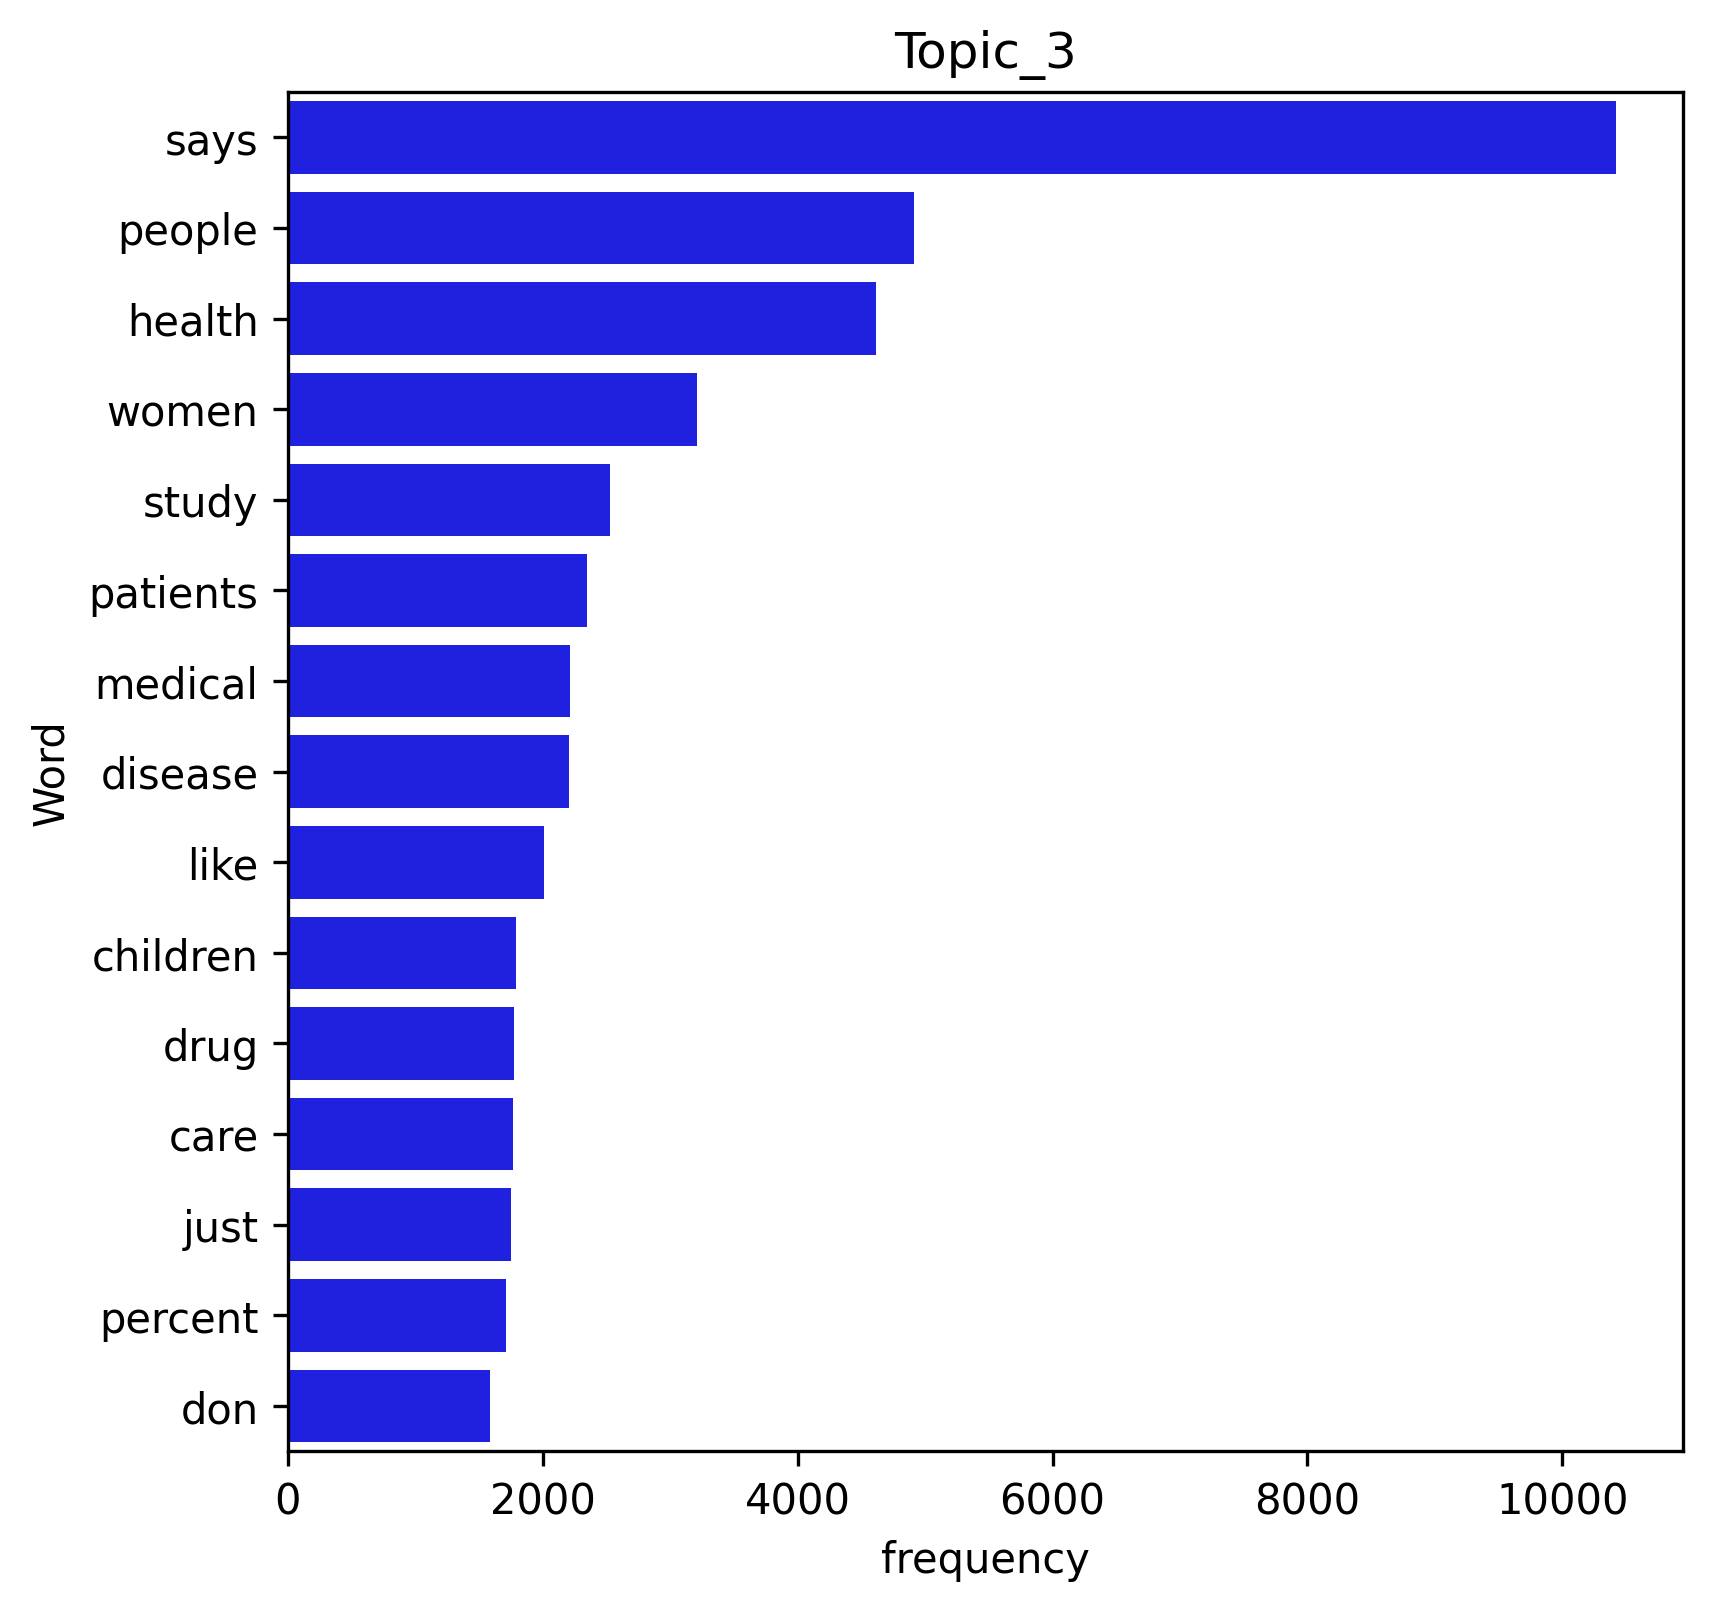 Topic_3
says
people
health
women
study
patients
medical
disease
like
children
drug
care
just
percent
don
Word
0 2000 4000 6000 8000 10000
frequency